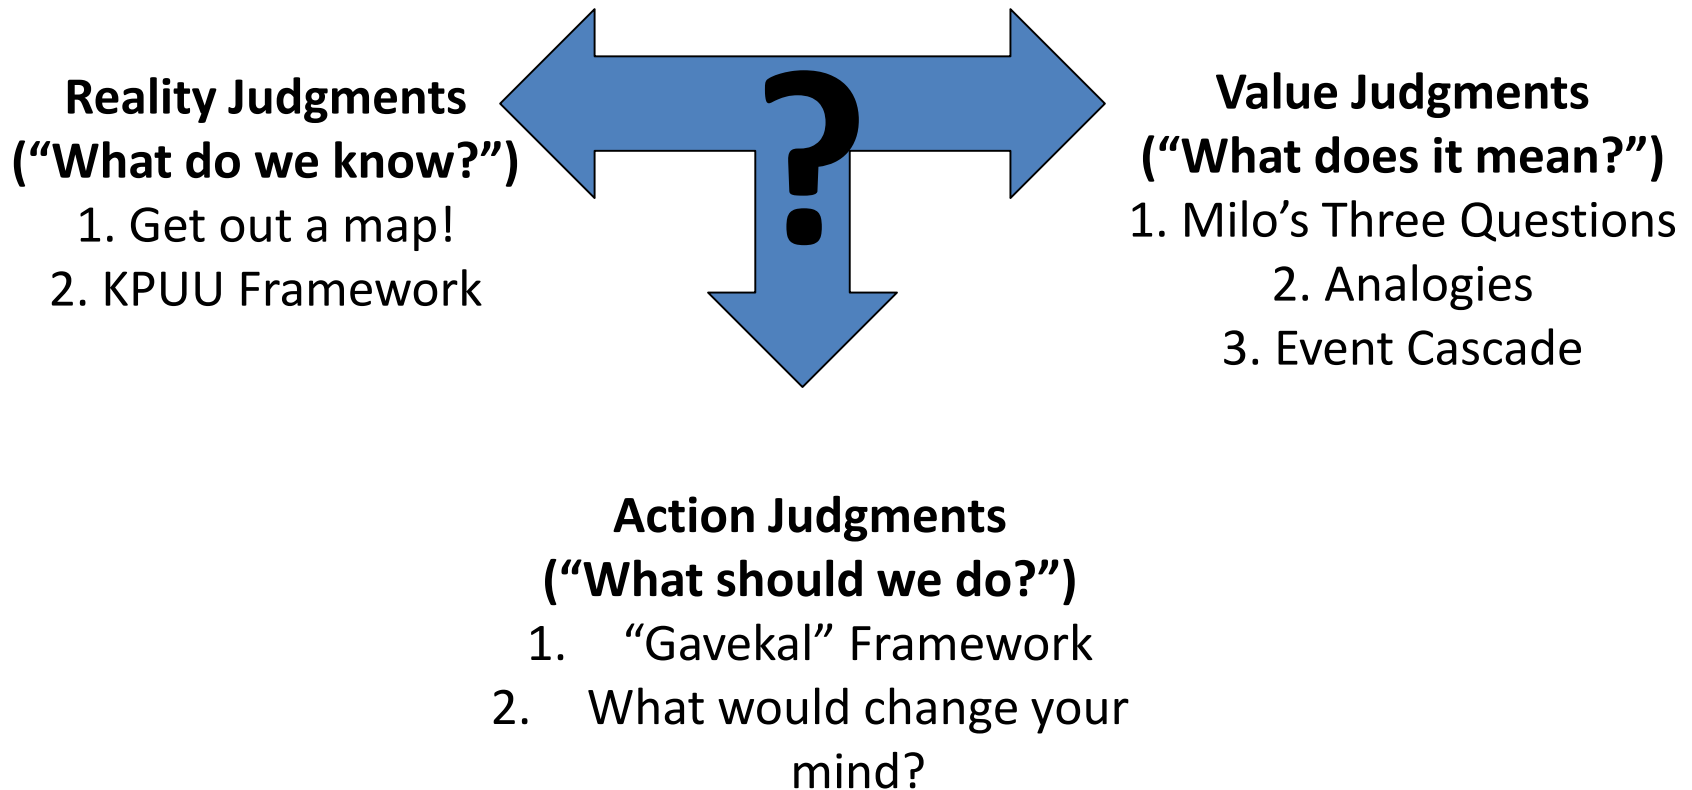 Reality Judgments
(“What do we know?”)
1. Get out a map!
2. KPUU Framework
?
Value Judgments
(“What does it mean?”)
1. Milo’s Three Questions
2. Analogies
3. Event Cascade
Action Judgments
(“What should we do?”)
1. “Gavekal” Framework
2. What would change your
mind?